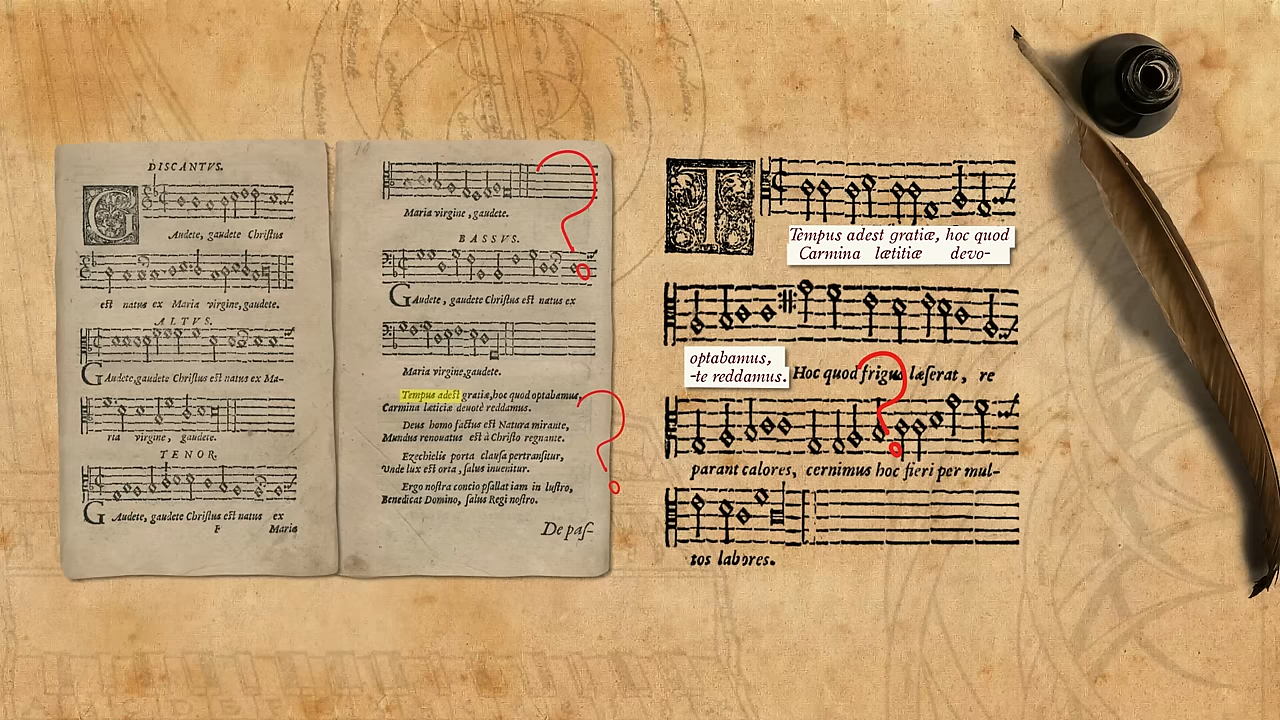 DISCANTVS.
GAudete, gaudete Christus
est natus ex Maria virgine, gaudete.
ALTVS.
GAudete, gaudete Christus est natus ex Ma-
ria virgine, gaudete.
TENOR.
GAudete, gaudete Christus est natus ex
F Maria
Maria virgine, gaudete.
BASSVS.
GAudete, gaudete Christus est natus ex
Maria virgine, gaudete.
Tempus adest gratiæ, hoc quod optabamus,
Carmina læticiæ deuotè reddamus.
Deus homo factus est Natura mirante,
Mundus renouatus est à Christo regnante.
Ezechielis porta clausa pertransitur,
Vnde lux est orta, salus inuenitur.
Ergo nostra concio psallat iam in lustro,
Benedicat Domino, salus Regi nostro.
De pas-
T
Tempus adest gratiæ, hoc quod
Carmina lætitiæ devo-
optabamus,
-te reddamus. Hoc quod frigus læserat, re
parant calores, cernimus hoc fieri per mul-
tos labores.